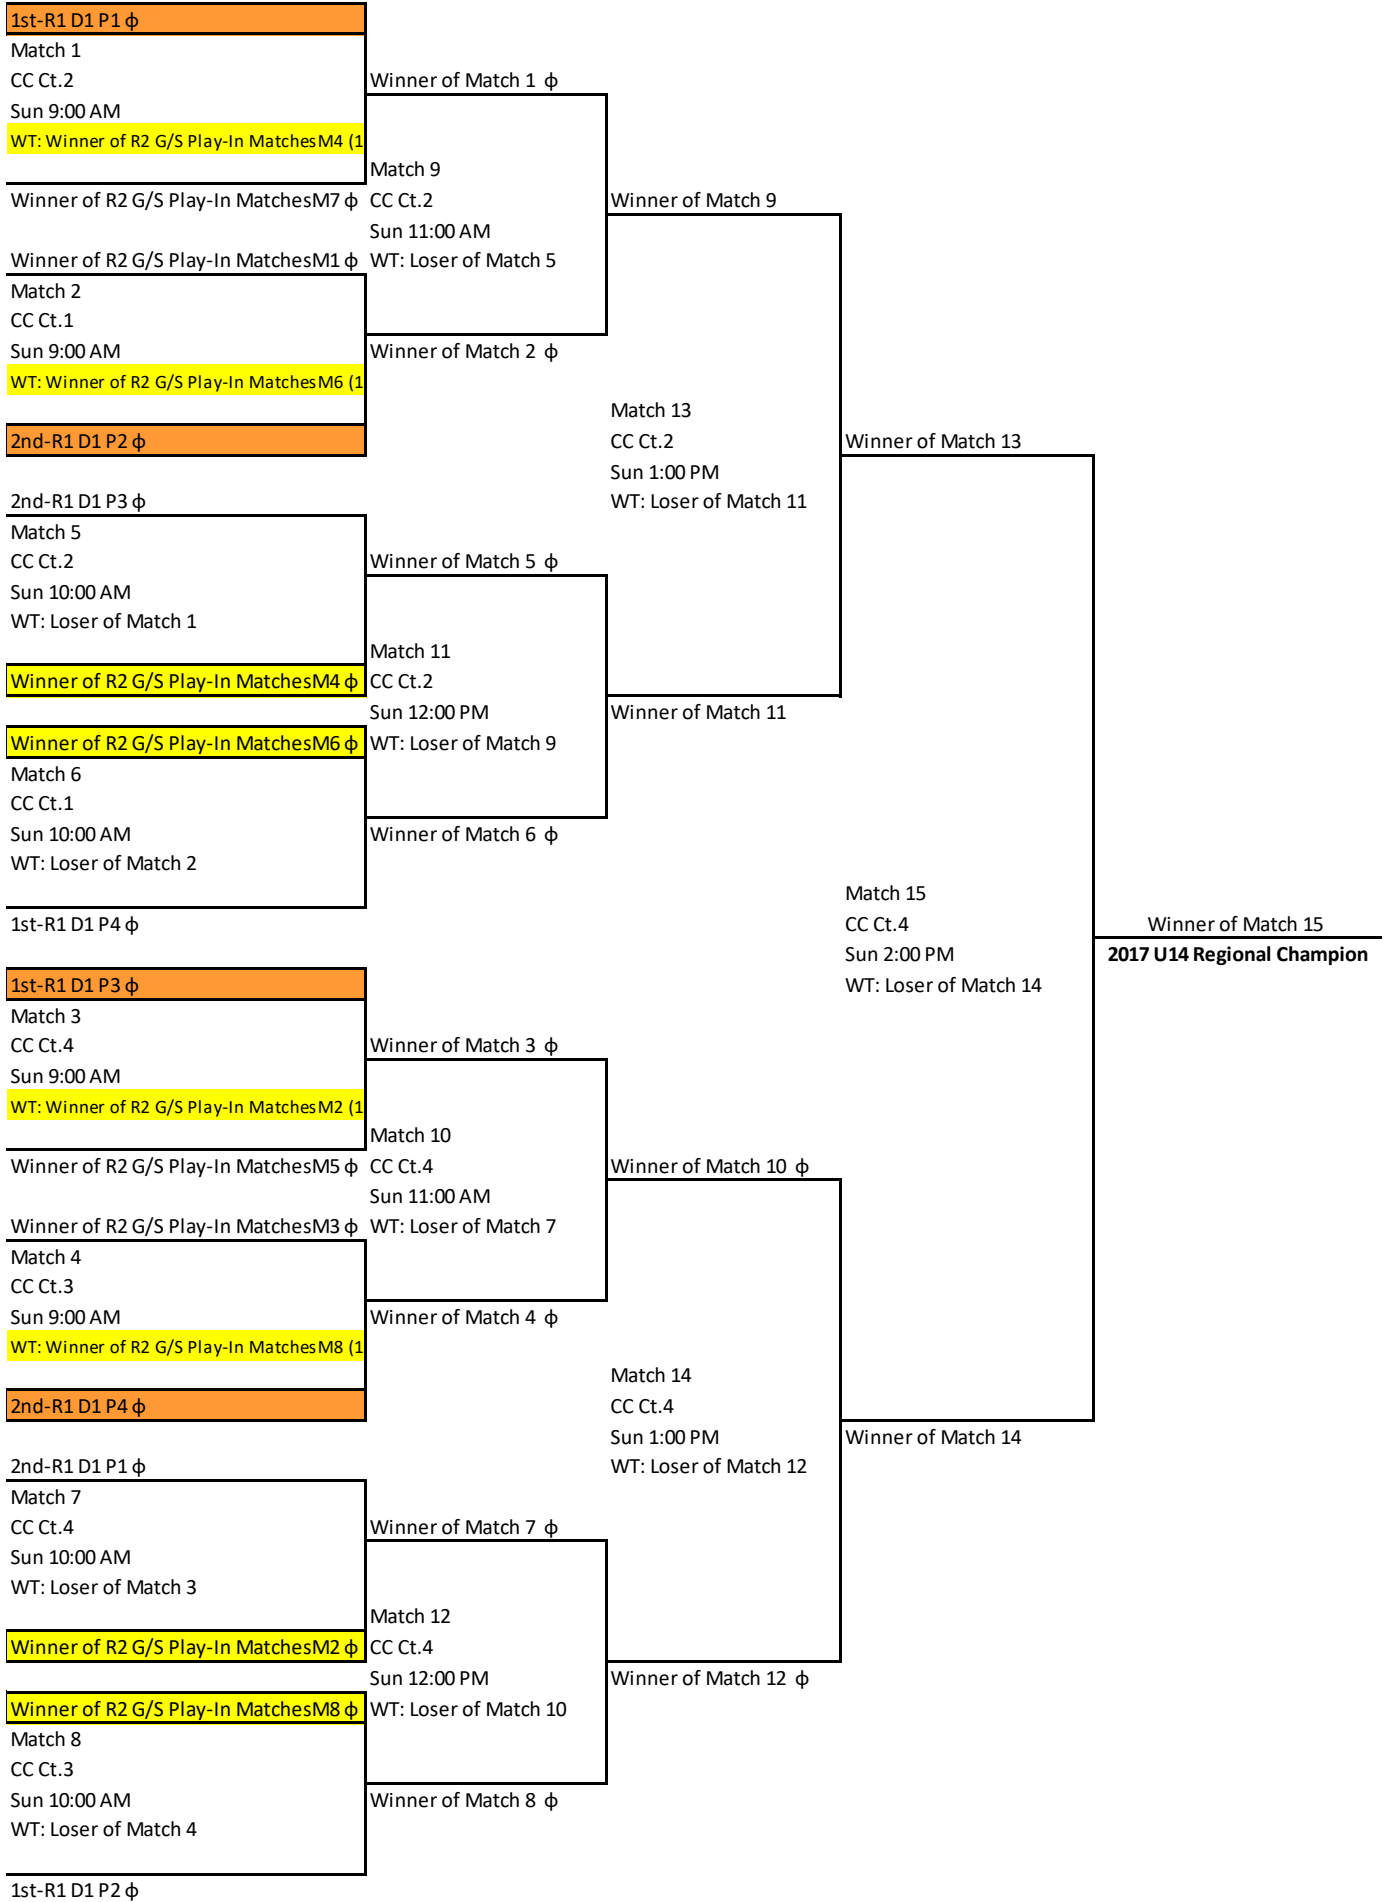 1st-R1 D1 P1 ϕ
Match 1
CC Ct.2
Winner of Match 1 ϕ
Sun 9:00 AM
WT: Winner of R2 G/S Play-In Matches M4 (1
Match 9
Winner of R2 G/S Play-In Matches M7 ϕ
CC Ct.2
Winner of Match 9
Sun 11:00 AM
Winner of R2 G/S Play-In Matches M1 ϕ
WT: Loser of Match 5
Match 2
CC Ct.1
Sun 9:00 AM
Winner of Match 2 ϕ
WT: Winner of R2 G/S Play-In Matches M6 (1
Match 13
2nd-R1 D1 P2 ϕ
CC Ct.2
Winner of Match 13
Sun 1:00 PM
2nd-R1 D1 P3 ϕ
WT: Loser of Match 11
Match 5
CC Ct.2
Winner of Match 5 ϕ
Sun 10:00 AM
WT: Loser of Match 1
Match 11
Winner of R2 G/S Play-In Matches M4 ϕ
CC Ct.2
Sun 12:00 PM
Winner of Match 11
Winner of R2 G/S Play-In Matches M6 ϕ
WT: Loser of Match 9
Match 6
CC Ct.1
Sun 10:00 AM
Winner of Match 6 ϕ
WT: Loser of Match 2
Match 15
1st-R1 D1 P4 ϕ
CC Ct.4
Winner of Match 15
Sun 2:00 PM
2017 U14 Regional Champion
1st-R1 D1 P3 ϕ
WT: Loser of Match 14
Match 3
CC Ct.4
Winner of Match 3 ϕ
Sun 9:00 AM
WT: Winner of R2 G/S Play-In Matches M2 (1
Match 10
Winner of R2 G/S Play-In Matches M5 ϕ
CC Ct.4
Winner of Match 10 ϕ
Sun 11:00 AM
Winner of R2 G/S Play-In Matches M3 ϕ
WT: Loser of Match 7
Match 4
CC Ct.3
Sun 9:00 AM
Winner of Match 4 ϕ
WT: Winner of R2 G/S Play-In Matches M8 (1
Match 14
2nd-R1 D1 P4 ϕ
CC Ct.4
Sun 1:00 PM
Winner of Match 14
2nd-R1 D1 P1 ϕ
WT: Loser of Match 12
Match 7
CC Ct.4
Winner of Match 7 ϕ
Sun 10:00 AM
WT: Loser of Match 3
Match 12
Winner of R2 G/S Play-In Matches M2 ϕ
CC Ct.4
Sun 12:00 PM
Winner of Match 12 ϕ
Winner of R2 G/S Play-In Matches M8 ϕ
WT: Loser of Match 10
Match 8
CC Ct.3
Sun 10:00 AM
Winner of Match 8 ϕ
WT: Loser of Match 4
1st-R1 D1 P2 ϕ